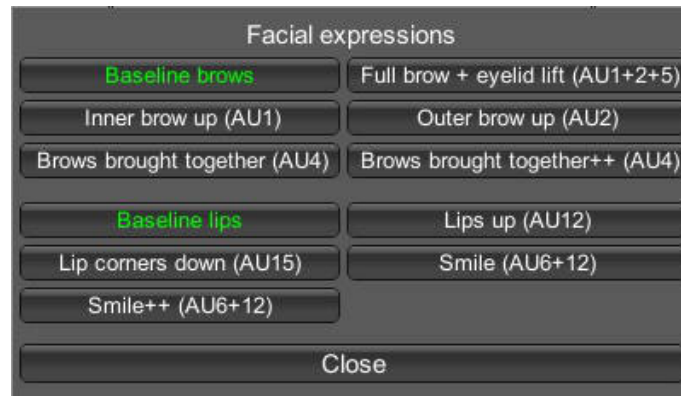 Facial expressions
Baseline brows
Full brow + eyelid lift (AU1+2+5)
Inner brow up (AU1)
Outer brow up (AU2)
Brows brought together (AU4)
Brows brought together++ (AU4)
Baseline lips
Lips up (AU12)
Lip corners down (AU15)
Smile (AU6+12)
Smile++ (AU6+12)
Close